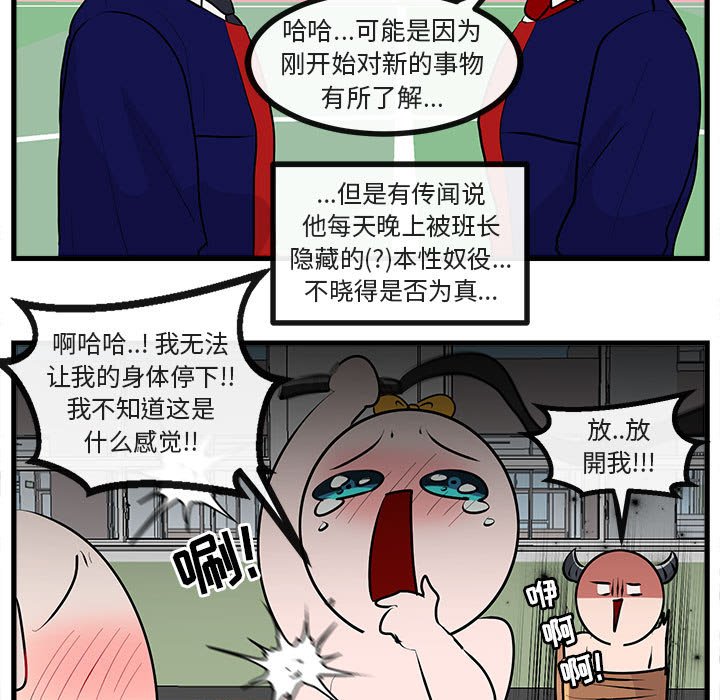 哈哈...可能是因为
刚开始对新的事物
有所了解...
...但是有传闻说
他每天晚上被班长
隐藏的(?)本性奴役...
不晓得是否为真...
啊哈哈..! 我无法
让我的身体停下!!
我不知道这是
什么感觉!!
放..放
開我!!!
唰!
咿
啊
啊!